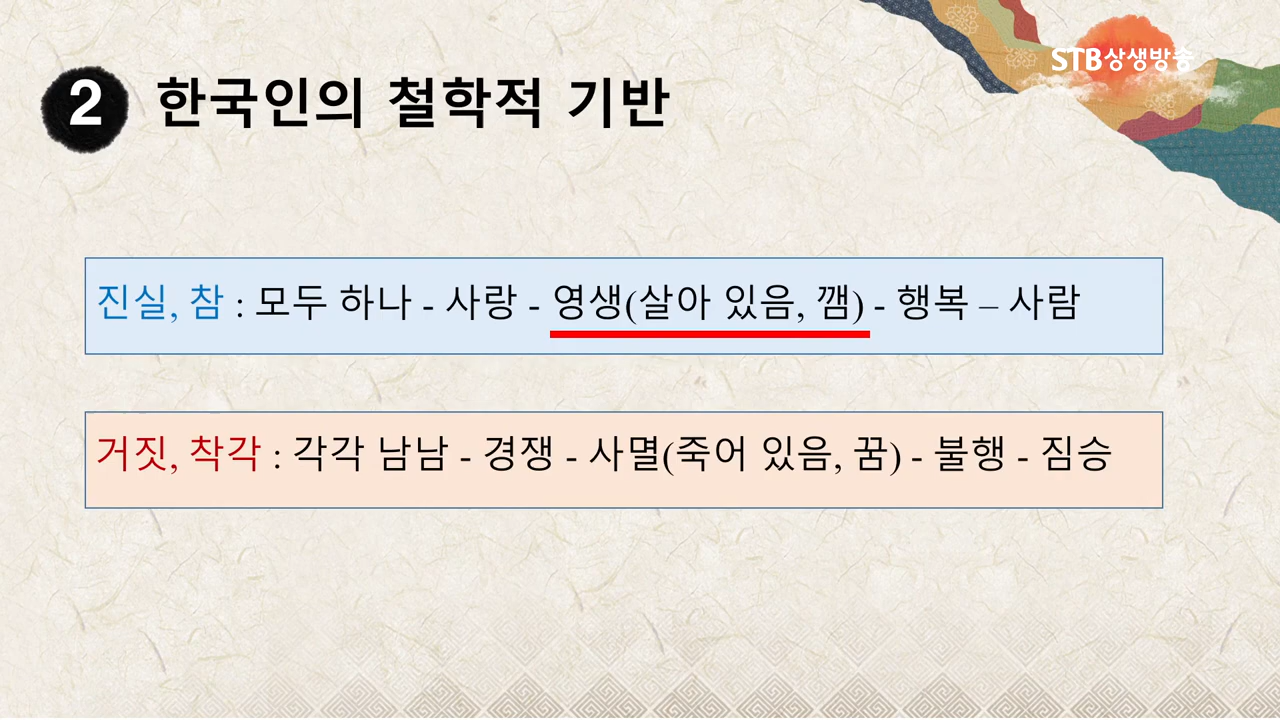 STB상생방송
2 한국인의 철학적 기반
진실, 참 : 모두 하나 - 사랑 - 영생(살아 있음, 깸) - 행복 – 사람
거짓, 착각 : 각각 남남 - 경쟁 - 사멸(죽어 있음, 꿈) - 불행 - 짐승